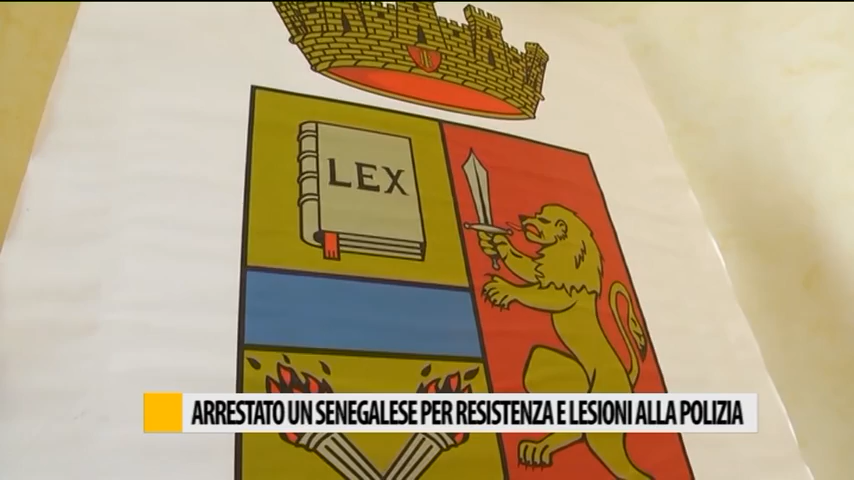 LEX
ARRESTATO UN SENEGALESE PER RESISTENZA E LESIONI ALLA POLIZIA